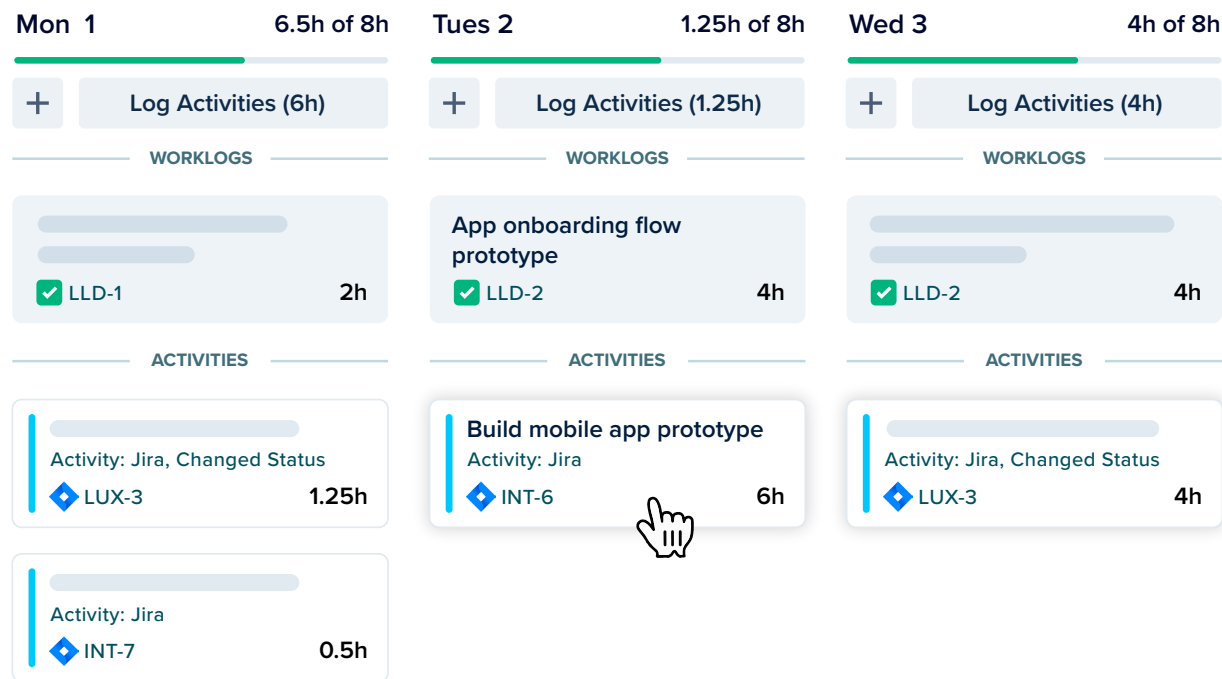 Mon 1 6.5h of 8h
Log Activities (6h)
WORKLOGS
LLD-1 2h
ACTIVITIES
Activity: Jira, Changed Status
LUX-3 1.25h
Activity: Jira
INT-7 0.5h
Tues 2 1.25h of 8h
Log Activities (1.25h)
WORKLOGS
App onboarding flow
prototype
LLD-2 4h
ACTIVITIES
Build mobile app prototype
Activity: Jira
INT-6 6h
Wed 3 4h of 8h
Log Activities (4h)
WORKLOGS
LLD-2 4h
ACTIVITIES
Activity: Jira, Changed Status
LUX-3 4h